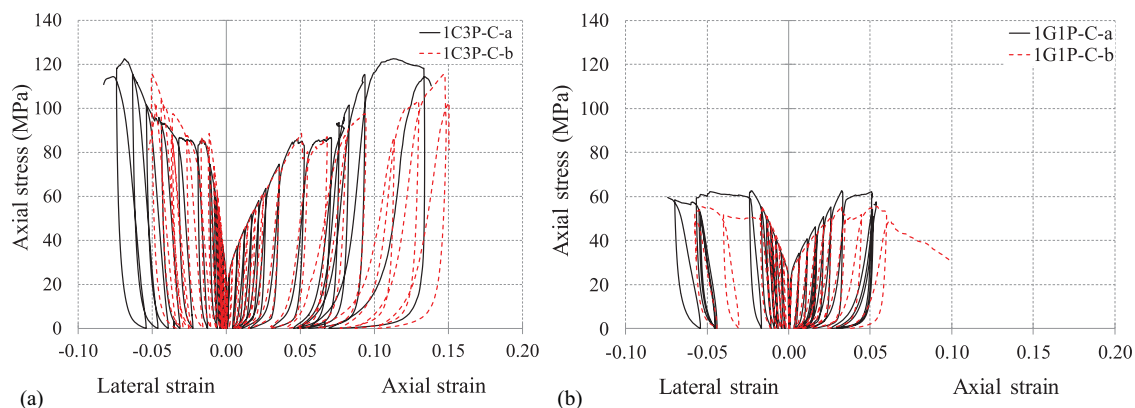 140
120
100
80
60
40
20
0
Axial stress (MPa)
1C3P-C-a
1C3P-C-b
-0.10 -0.05 0.00 0.05 0.10 0.15 0.20
(a) Lateral strain Axial strain
140
120
100
80
60
40
20
0
Axial stress (MPa)
1G1P-C-a
1G1P-C-b
-0.10 -0.05 0.00 0.05 0.10 0.15 0.20
(b) Lateral strain Axial strain